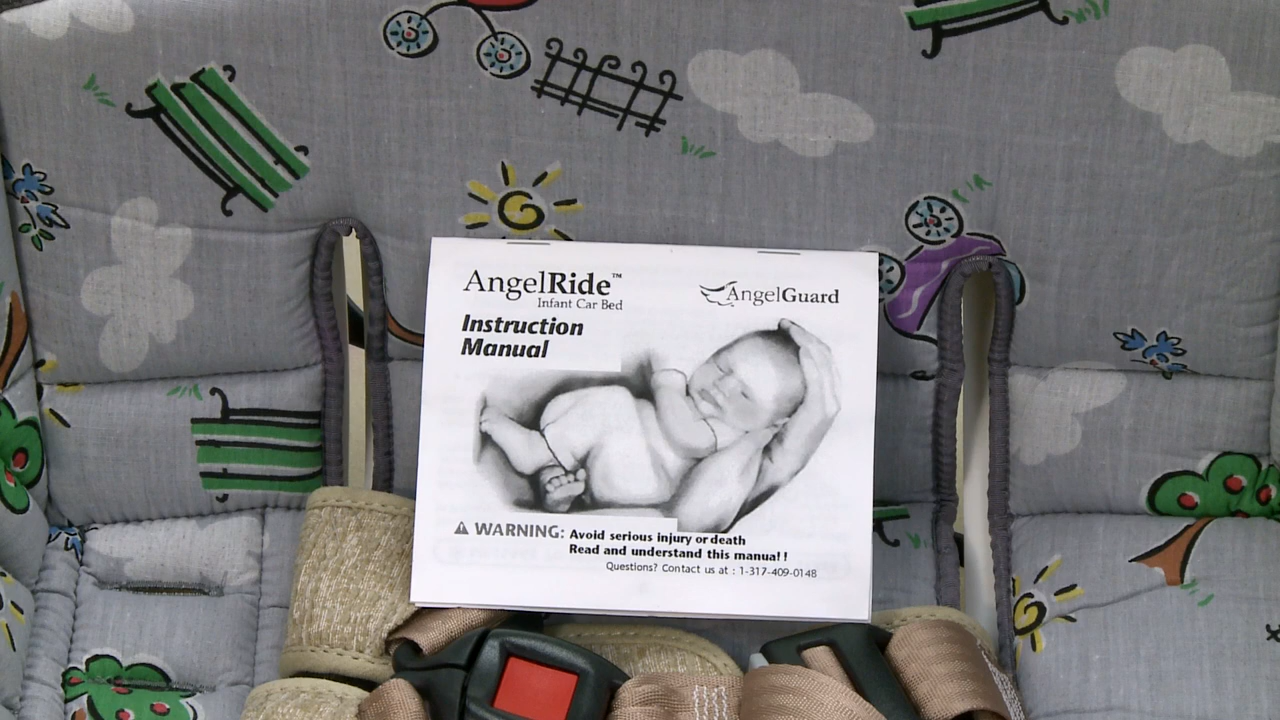 AngelRide™
Infant Car Bed
AngelGuard
Instruction
Manual
WARNING: Avoid serious injury or death
Read and understand this manual!
Questions? Contact us at : 1-317-409-0148